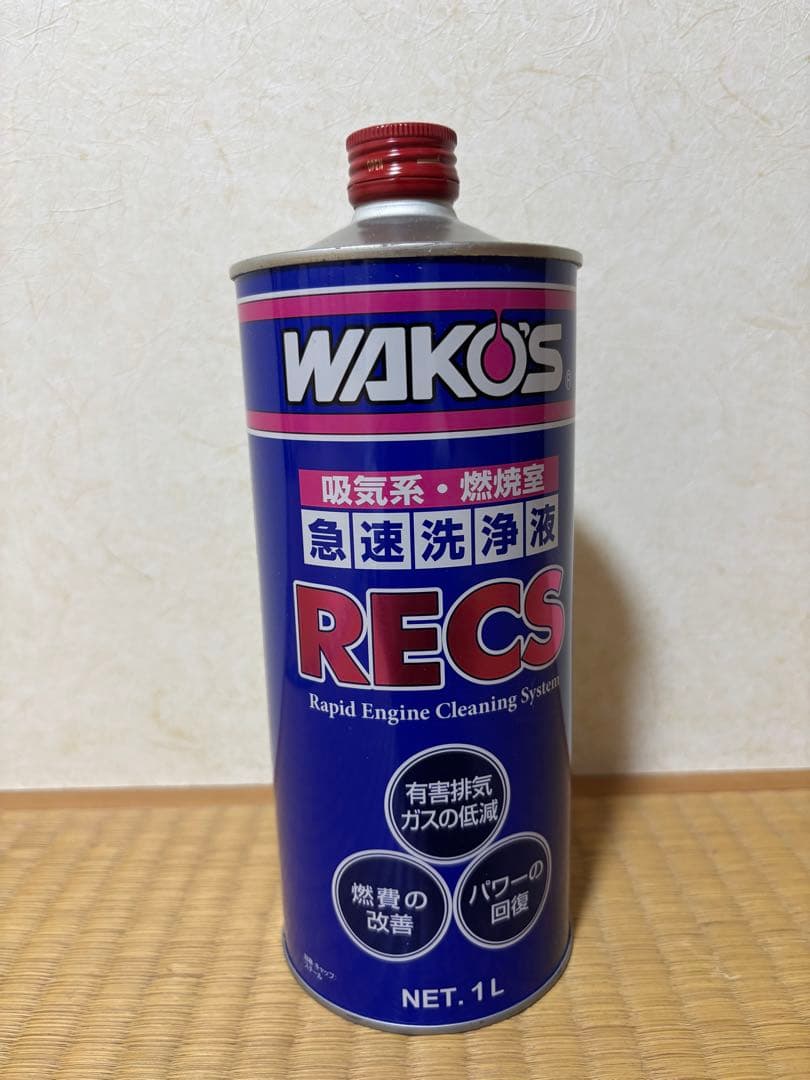 OPEN
WAKO'S®
吸気系・燃焼室
急速洗浄液
RECS
Rapid Engine Cleaning System
有害排気
ガスの低減
燃費の
改善
パワーの
回復
NET. 1L